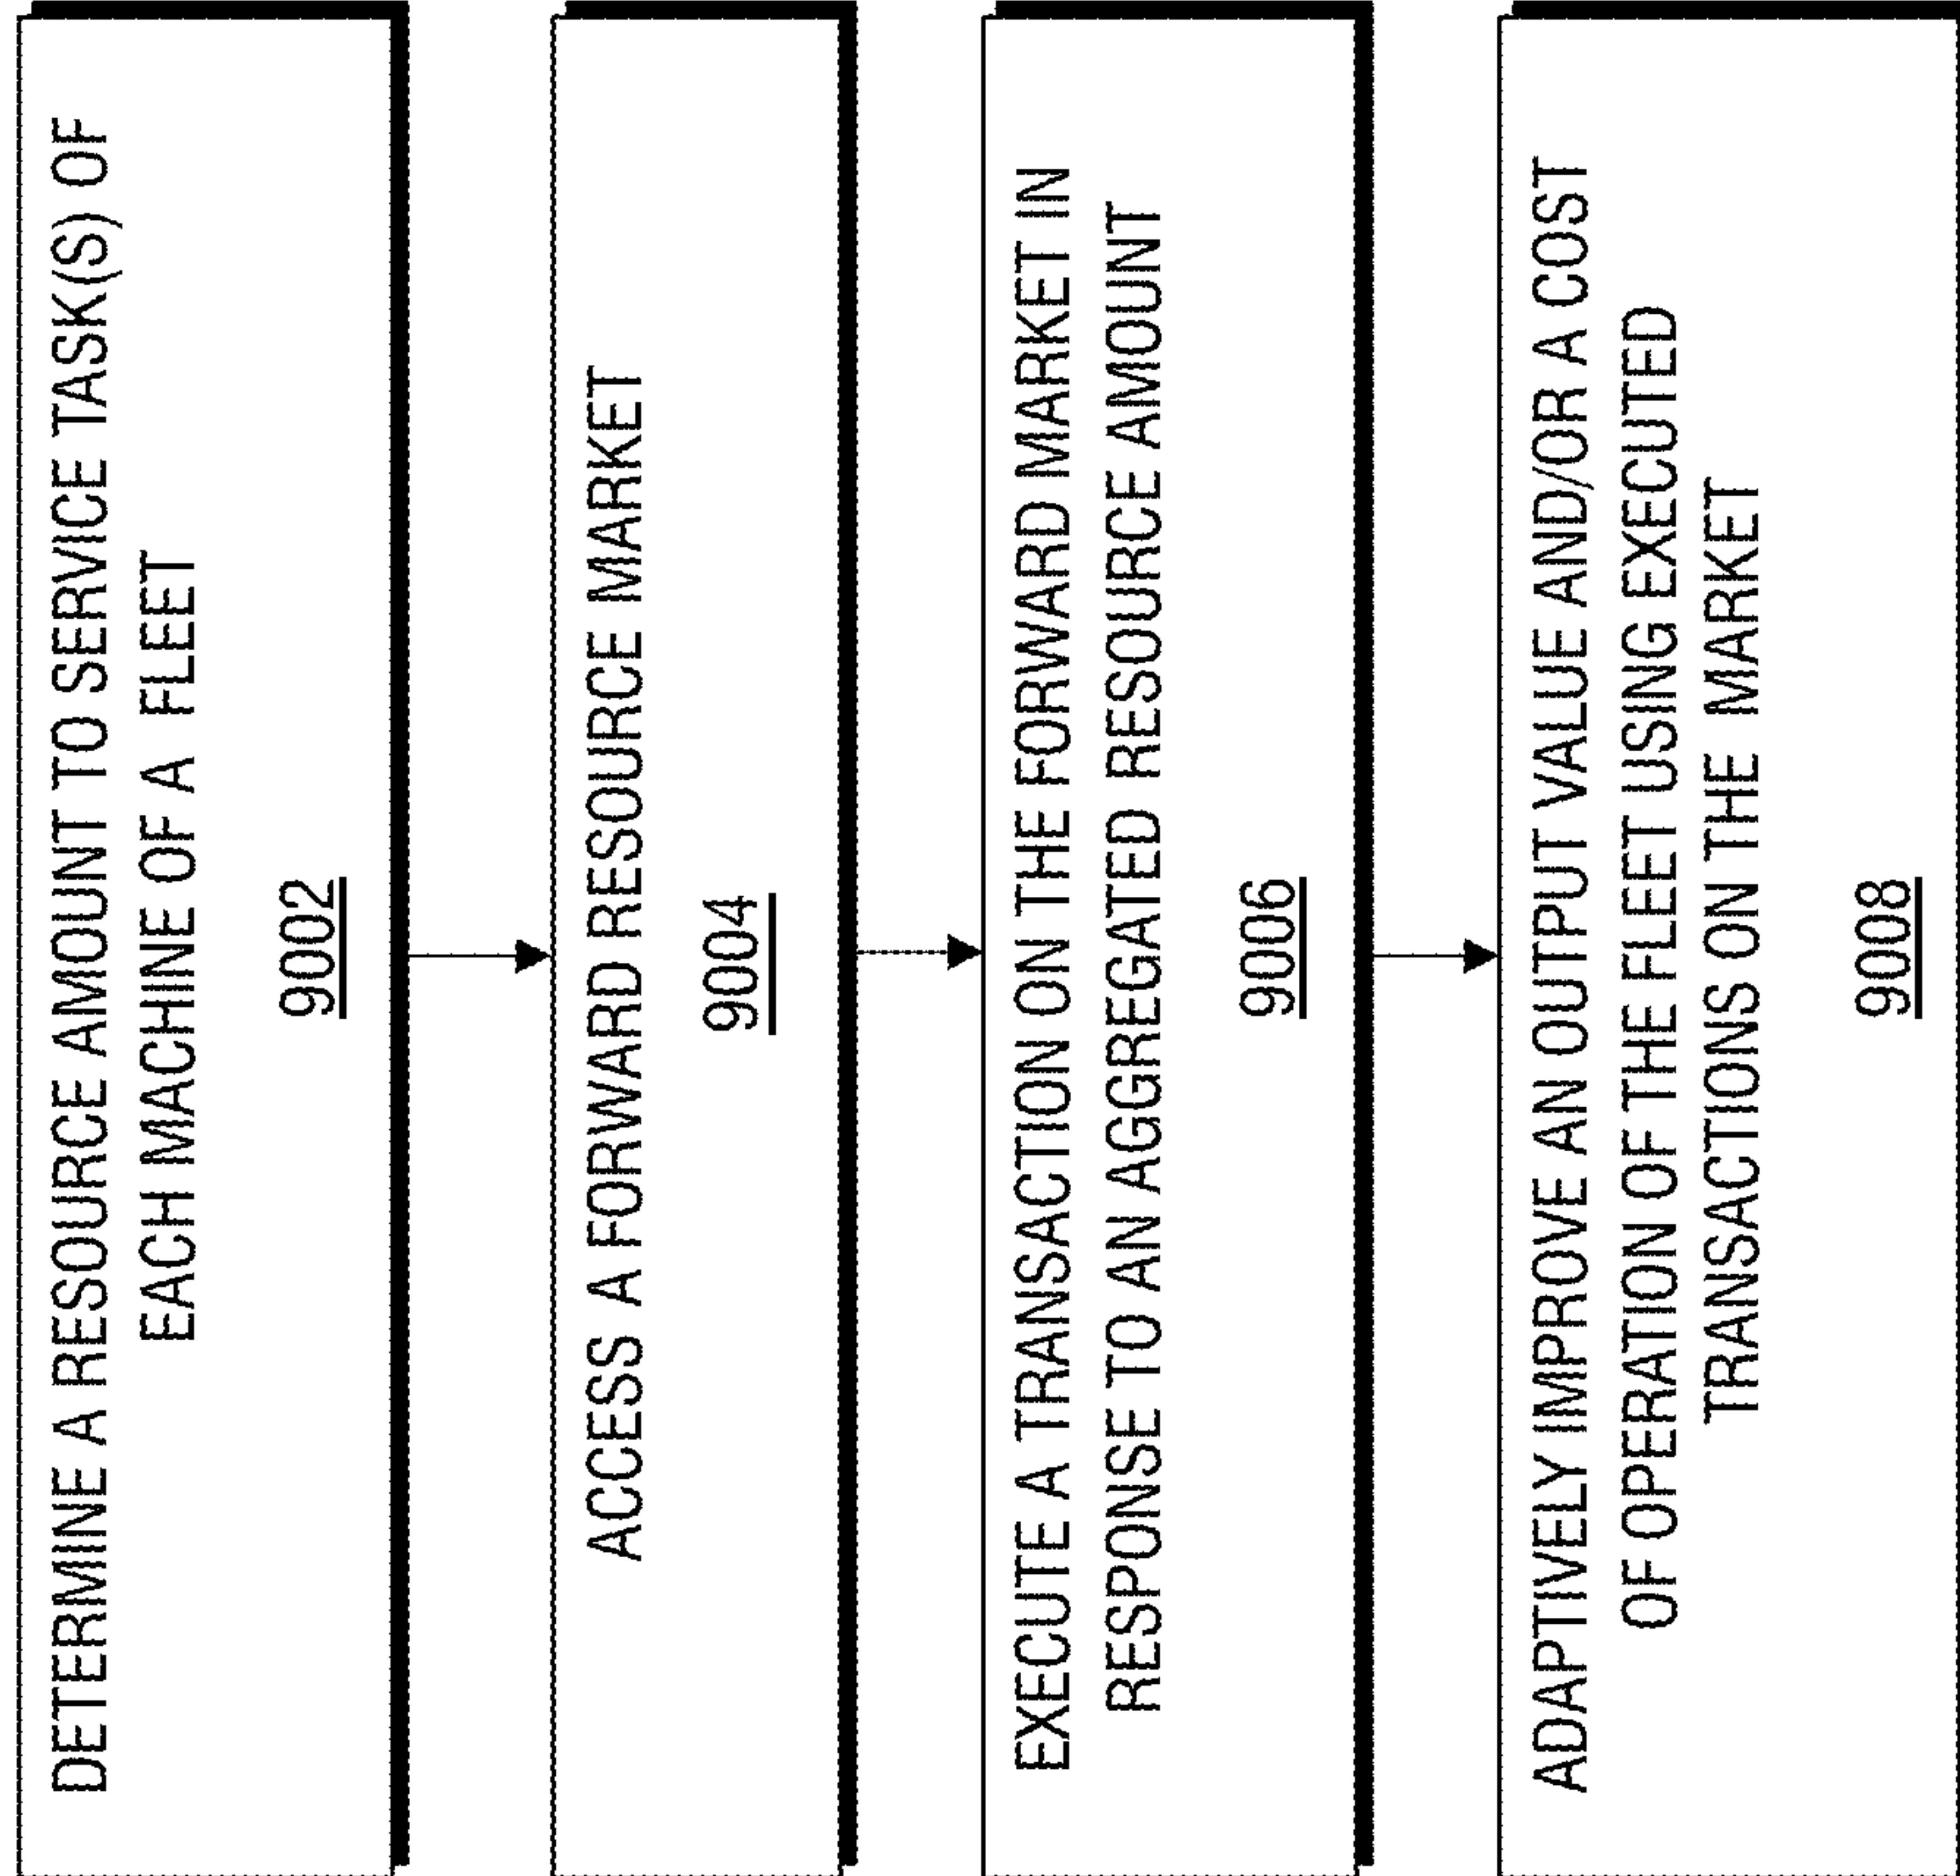 DETERMINE A RESOURCE AMOUNT TO SERVICE TASK(S) OF
EACH MACHINE OF A FLEET
9002
ACCESS A FORWARD RESOURCE MARKET
9004
EXECUTE A TRANSACTION ON THE FORWARD MARKET IN
RESPONSE TO AN AGGREGATED RESOURCE AMOUNT
9006
ADAPTIVELY IMPROVE AN OUTPUT VALUE AND/OR A COST
OF OPERATION OF THE FLEET USING EXECUTED
TRANSACTIONS ON THE MARKET
9008